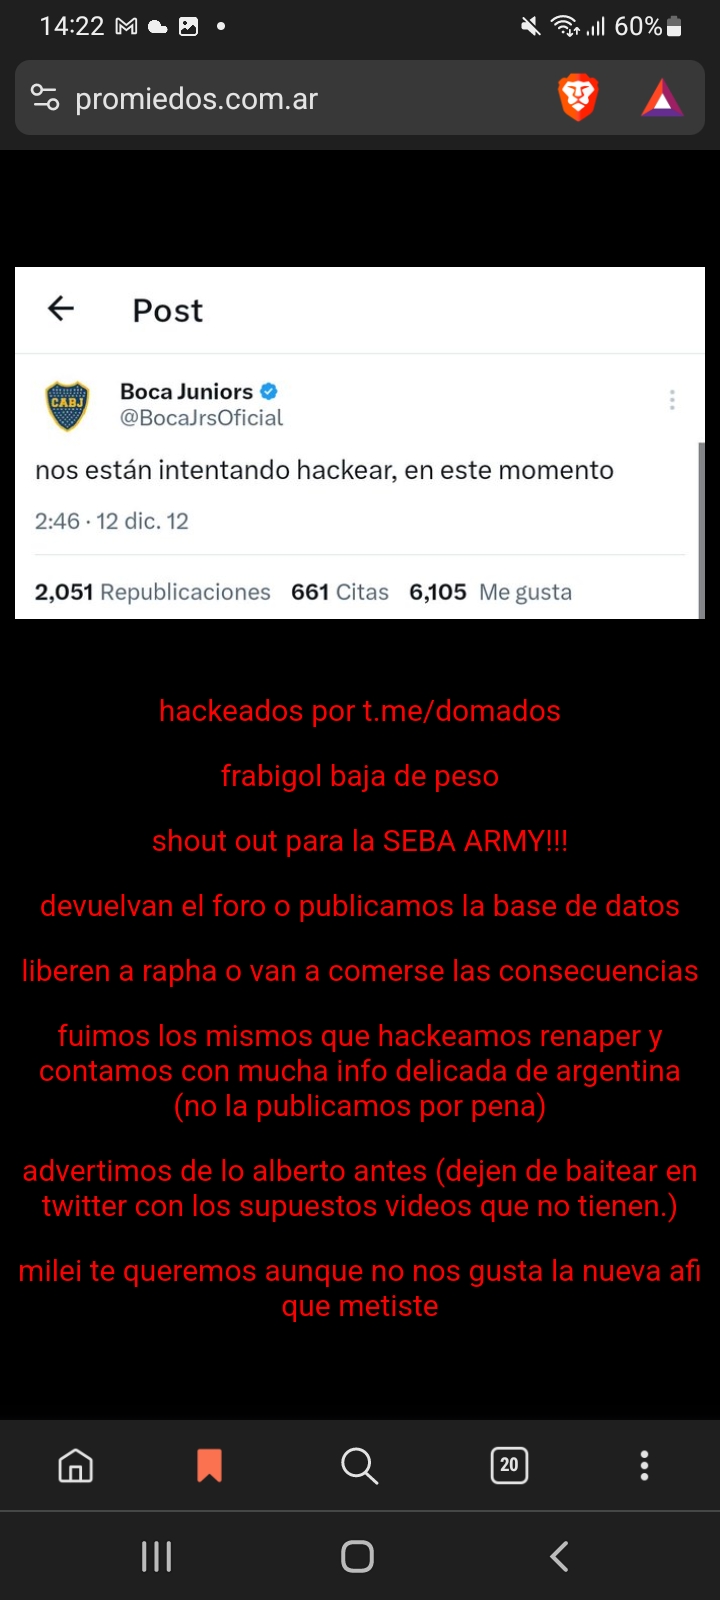 14:22
60%
promiedos.com.ar
Post
CABJ
Boca Juniors
@BocaJrsOficial
nos están intentando hackear, en este momento
2:46 · 12 dic. 12
2,051 Republicaciones 661 Citas 6,105 Me gusta
hackeados por t.me/domados
frabigol baja de peso
shout out para la SEBA ARMY!!!
devuelvan el foro o publicamos la base de datos
liberen a rapha o van a comerse las consecuencias
fuimos los mismos que hackeamos renaper y
contamos con mucha info delicada de argentina
(no la publicamos por pena)
advertimos de lo alberto antes (dejen de baitear en
twitter con los supuestos videos que no tienen.)
milei te queremos aunque no nos gusta la nueva afi
que metiste
20